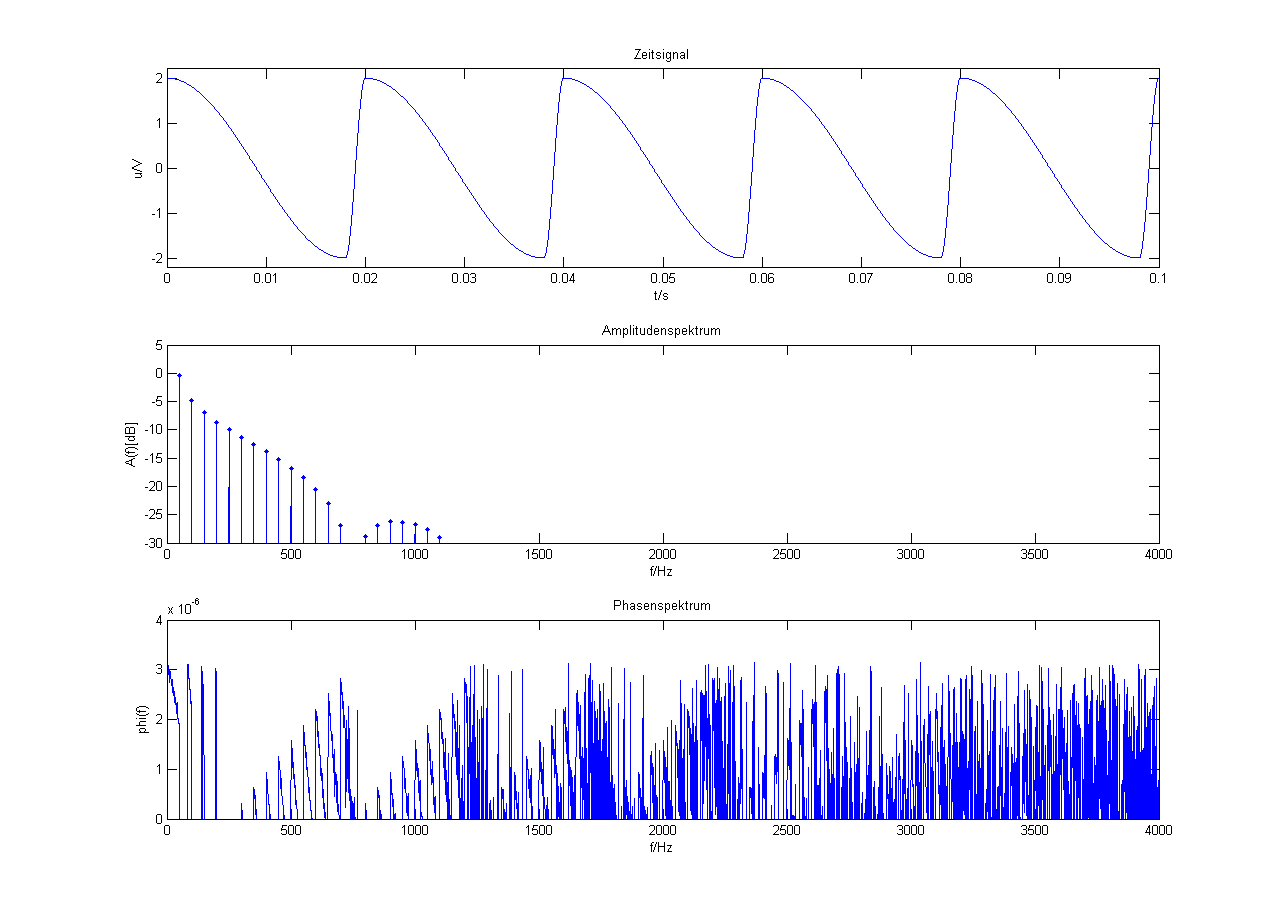 Zeitsignal
u/V
2
1
0
-1
-2
0 0.01 0.02 0.03 0.04 0.05 0.06 0.07 0.08 0.09 0.1
t/s
Amplitudenspektrum
A(f)[dB]
5
0
-5
-10
-15
-20
-25
-30
0 500 1000 1500 2000 2500 3000 3500 4000
f/Hz
Phasenspektrum
x 10^-6
phi(f)
4
3
2
1
0
0 500 1000 1500 2000 2500 3000 3500 4000
f/Hz